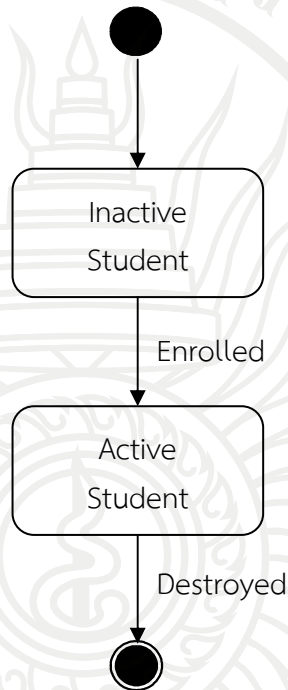 Inactive
Student
Enrolled
Active
Student
Destroyed